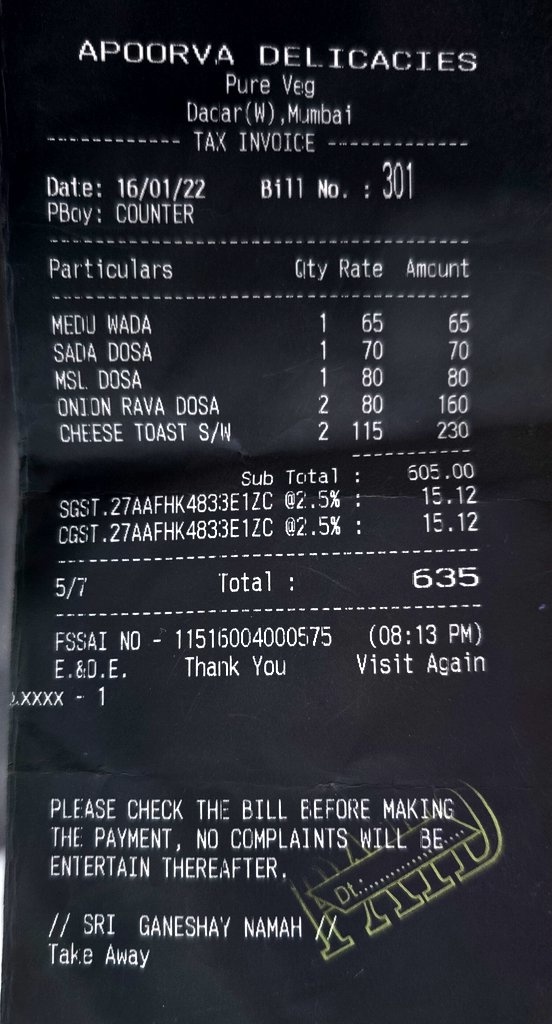 APOORVA DELICACIES
Pure Veg
Dadar(W),Mumbai
------------ TAX INVOICE -------------
Date: 16/01/22 Bill No. : 301
PBoy: COUNTER
Particulars Qty Rate Amount
MEDU WADA 1 65 65
SADA DOSA 1 70 70
MSL DOSA 1 80 80
ONION RAVA DOSA 2 80 160
CHEESE TOAST S/W 2 115 230
Sub Total : 605.00
SGST.27AAFHK4833E1ZC @2.5% : 15.12
CGST.27AAFHK4833E1ZC @2.5% : 15.12
5/7 Total : 635
FSSAI NO - 11516004000575 (08:13 PM)
E.&O.E. Thank You Visit Again
.XXXX - 1
PLEASE CHECK THE BILL BEFORE MAKING
THE PAYMENT, NO COMPLAINTS WILL BE
ENTERTAIN THEREAFTER.
// SRI GANESHAY NAMAH //
Take Away
Dt.:............